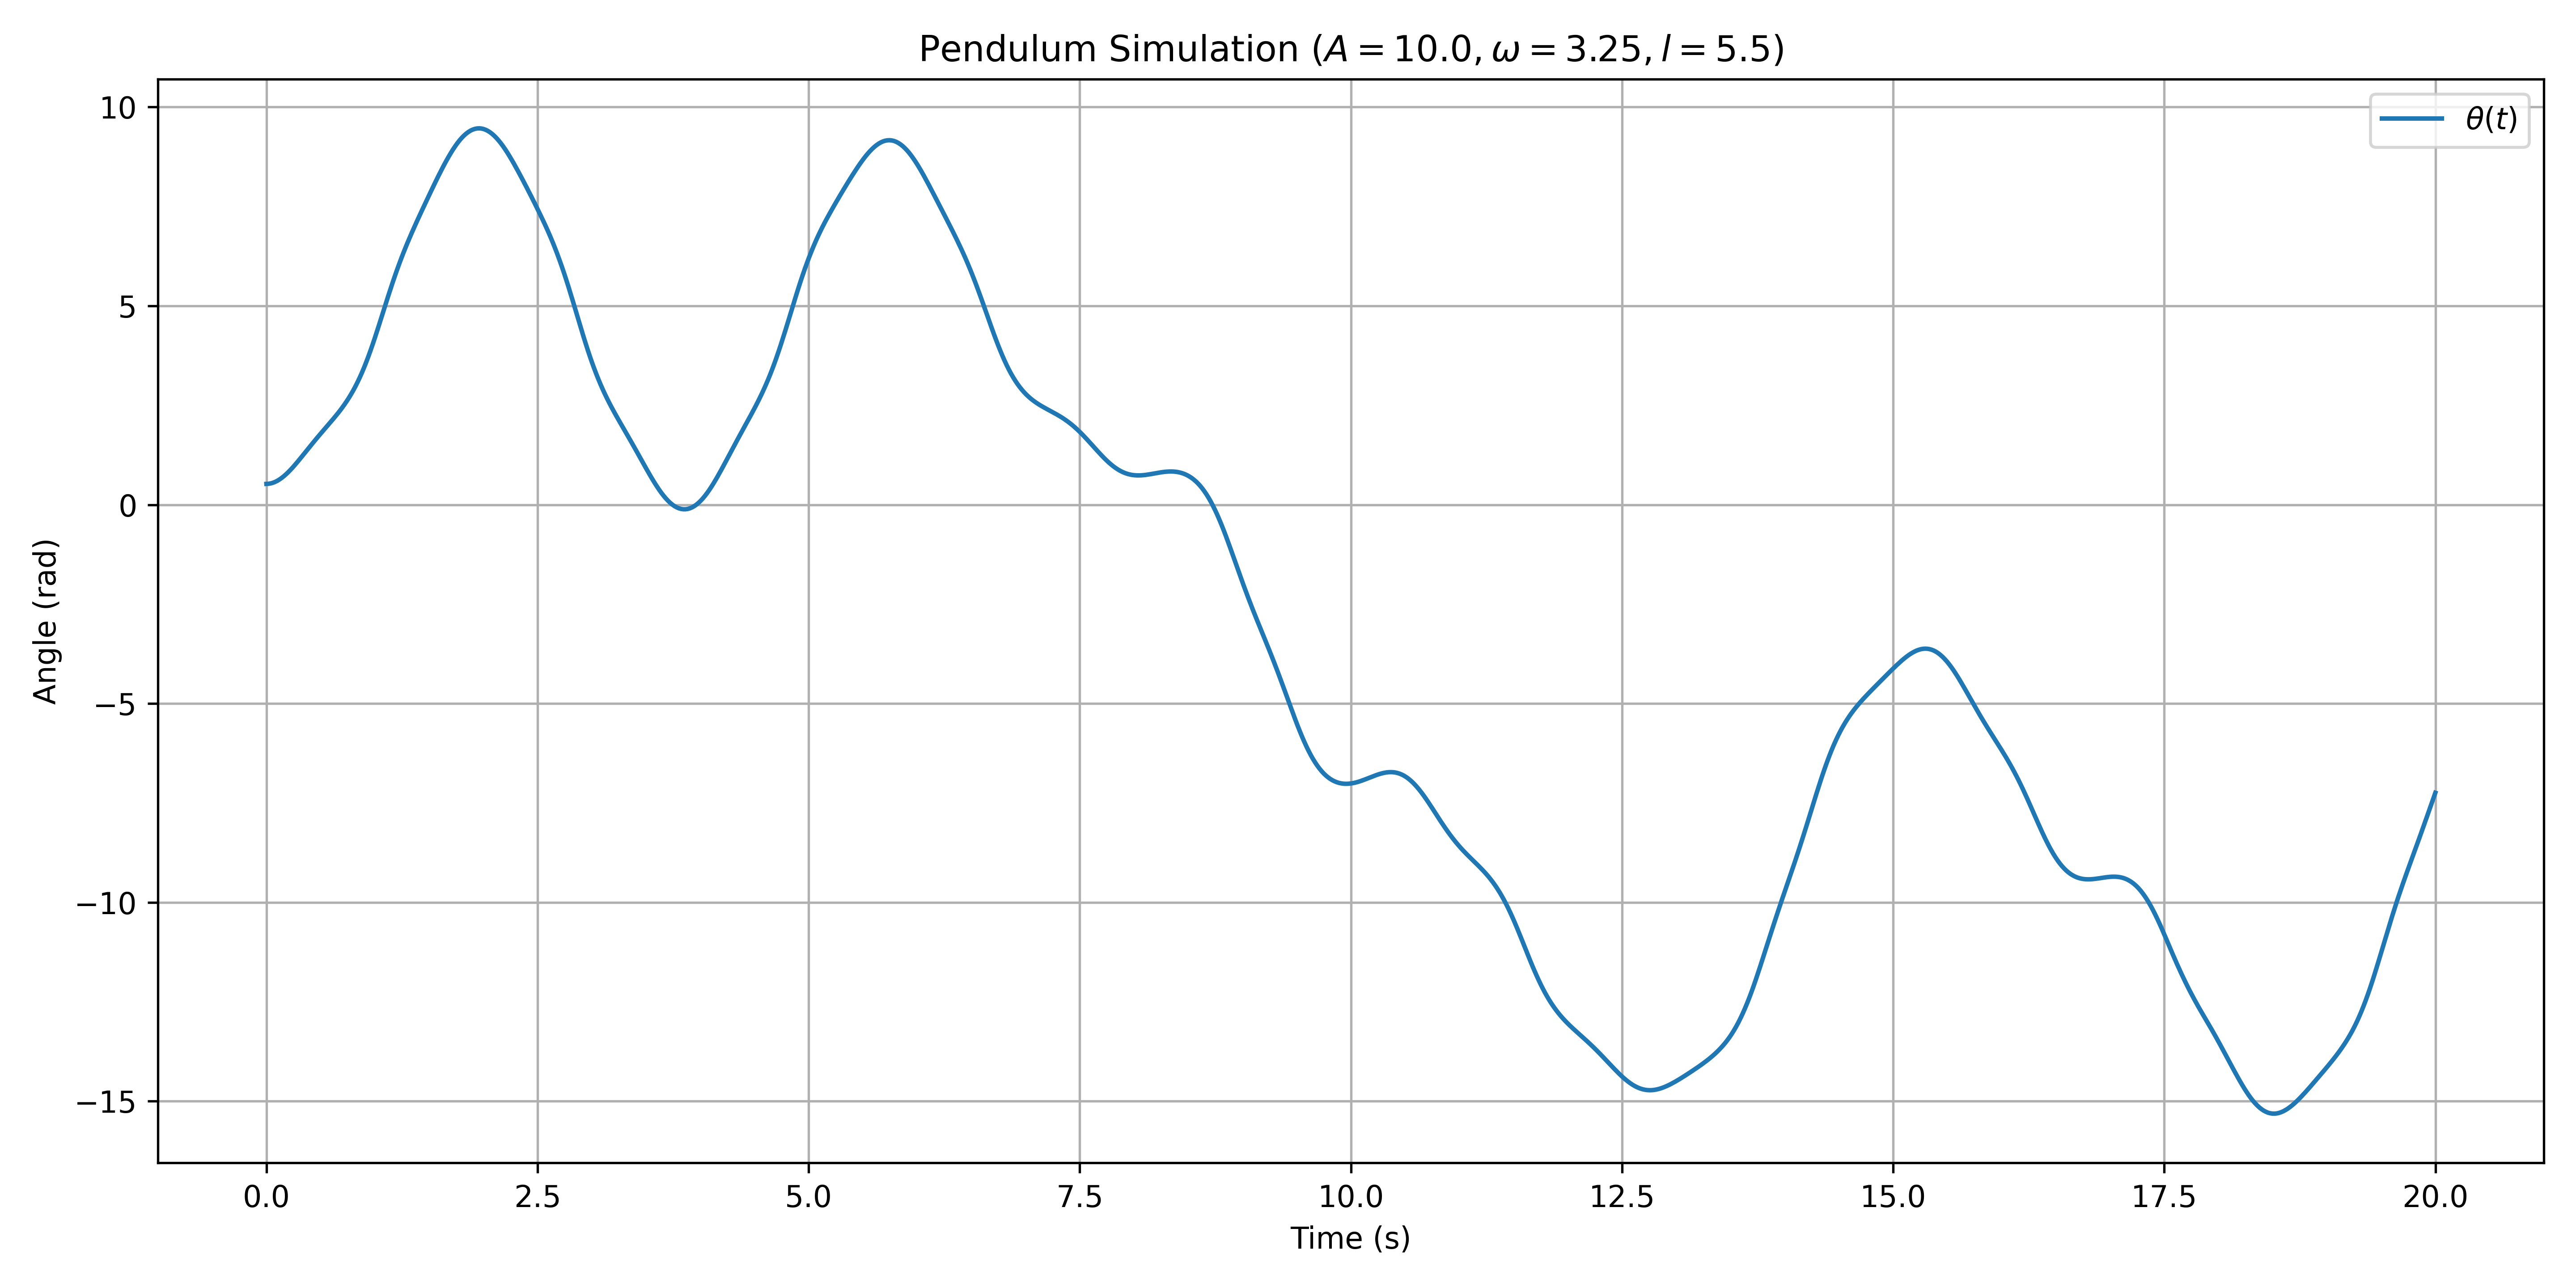 Pendulum Simulation (A = 10.0, ω = 3.25, l = 5.5)
θ(t)
10
5
0
−5
−10
−15
Angle (rad)
0.0 2.5 5.0 7.5 10.0 12.5 15.0 17.5 20.0
Time (s)